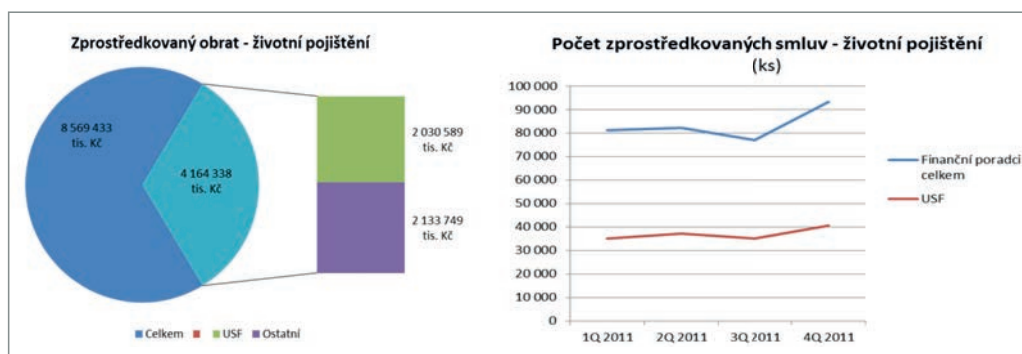 Zprostředkovaný obrat - životní pojištění
8 569 433
tis. Kč
4 164 338
tis. Kč
2 030 589
tis. Kč
2 133 749
tis. Kč
Celkem
USF
Ostatní
Počet zprostředkovaných smluv - životní pojištění
(ks)
100 000
90 000
80 000
70 000
60 000
50 000
40 000
30 000
20 000
10 000
0
1Q 2011
2Q 2011
3Q 2011
4Q 2011
Finanční poradci
celkem
USF